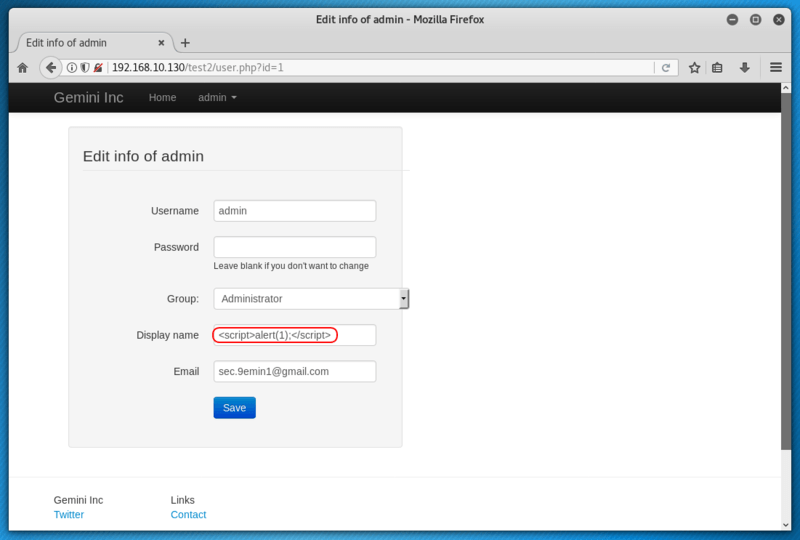 Edit info of admin - Mozilla Firefox
Edit info of admin
192.168.10.130/test2/user.php?id=1
Gemini Inc Home admin
Edit info of admin
Username admin
Password
Leave blank if you don't want to change
Group: Administrator
Display name <script>alert(1);</script>
Email sec.9emin1@gmail.com
Save
Gemini Inc Links
Twitter Contact